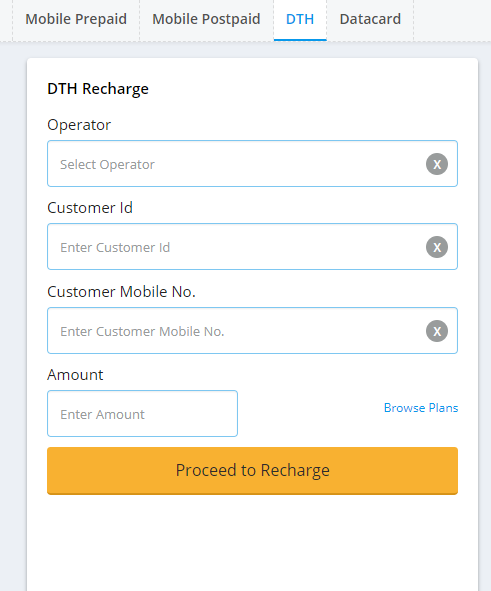 Mobile Prepaid Mobile Postpaid DTH Datacard
DTH Recharge
Operator
Select Operator X
Customer Id
Enter Customer Id X
Customer Mobile No.
Enter Customer Mobile No. X
Amount
Enter Amount Browse Plans
Proceed to Recharge